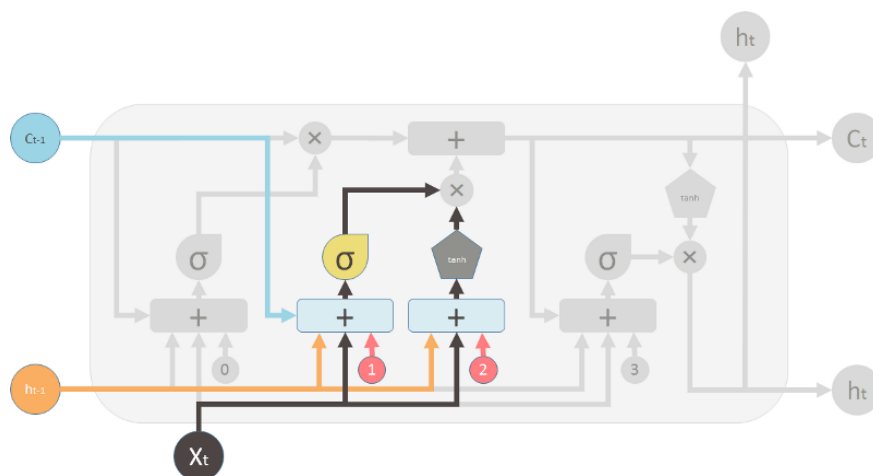 ht
Ct-1
×
+
Ct
×
tanh
σ
σ
tanh
σ
×
+
+
+
+
0
1
2
3
ht-1
ht
Xt